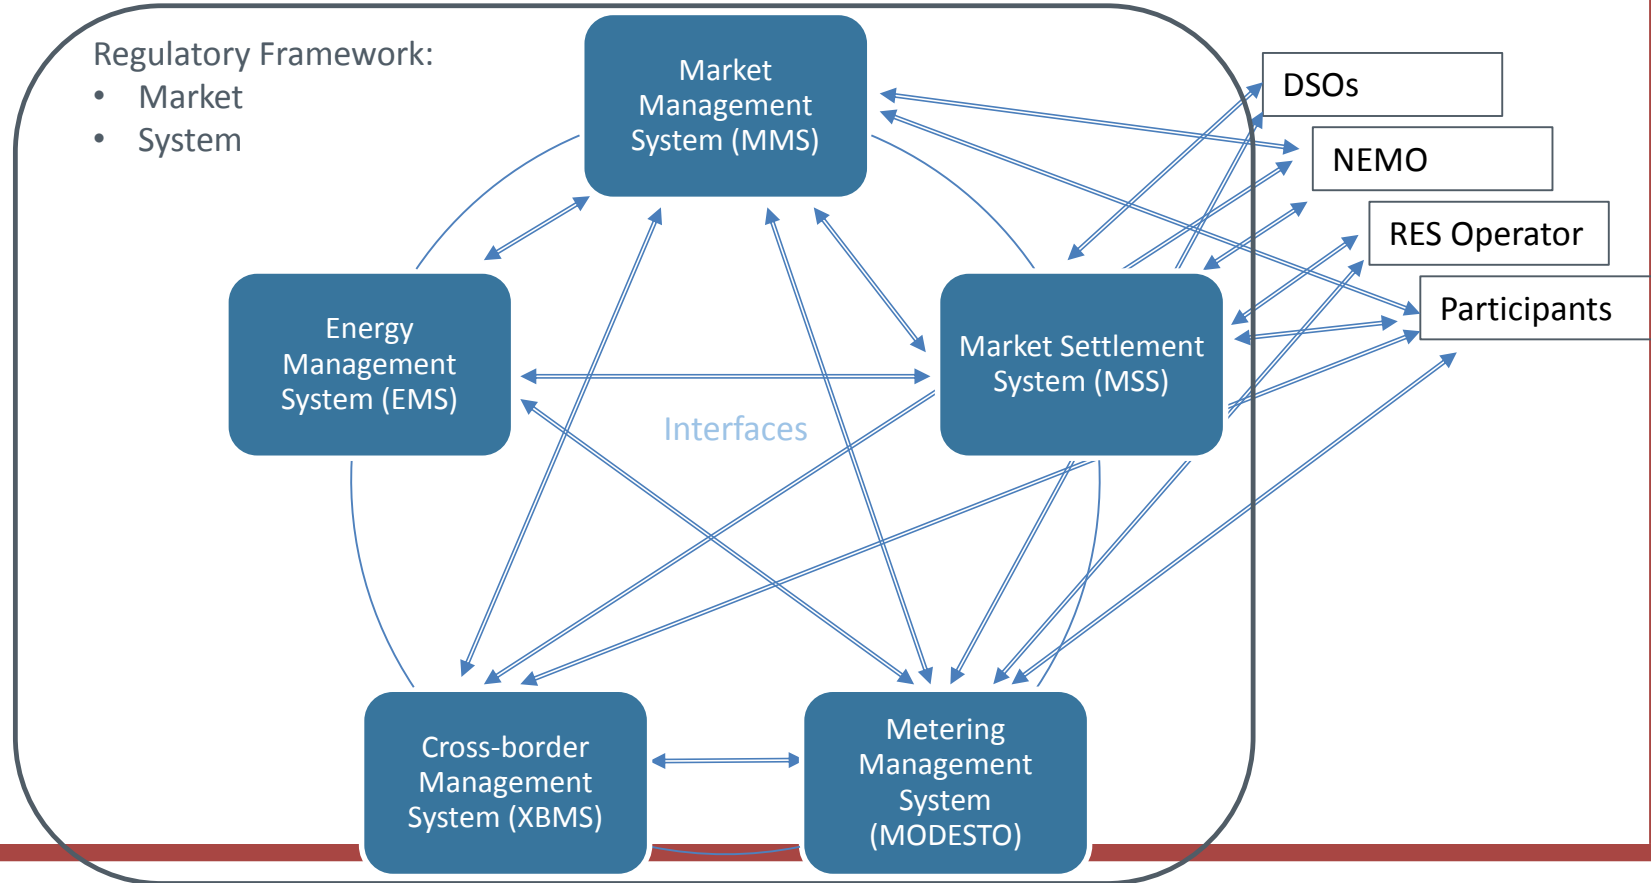 Regulatory Framework:
• Market
• System
Market
Management
System (MMS)
DSOs
NEMO
RES Operator
Participants
Energy
Management
System (EMS)
Market Settlement
System (MSS)
Interfaces
Cross-border
Management
System (XBMS)
Metering
Management
System
(MODESTO)